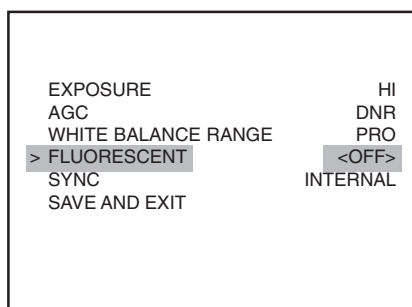 EXPOSURE HI
AGC DNR
WHITE BALANCE RANGE PRO
> FLUORESCENT <OFF>
SYNC INTERNAL
SAVE AND EXIT